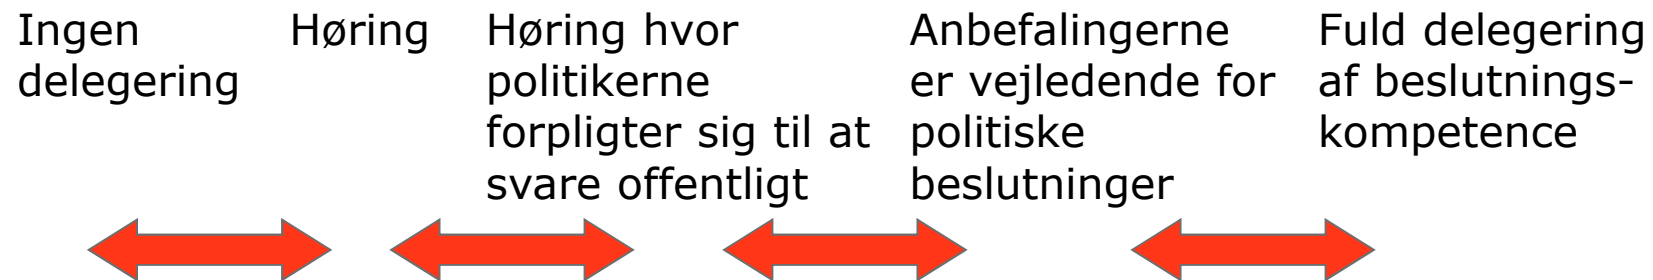 Ingen
delegering
Høring
Høring hvor
politikerne
forpligter sig til at
svare offentligt
Anbefalingerne
er vejledende for
politiske
beslutninger
Fuld delegering
af beslutnings-
kompetence